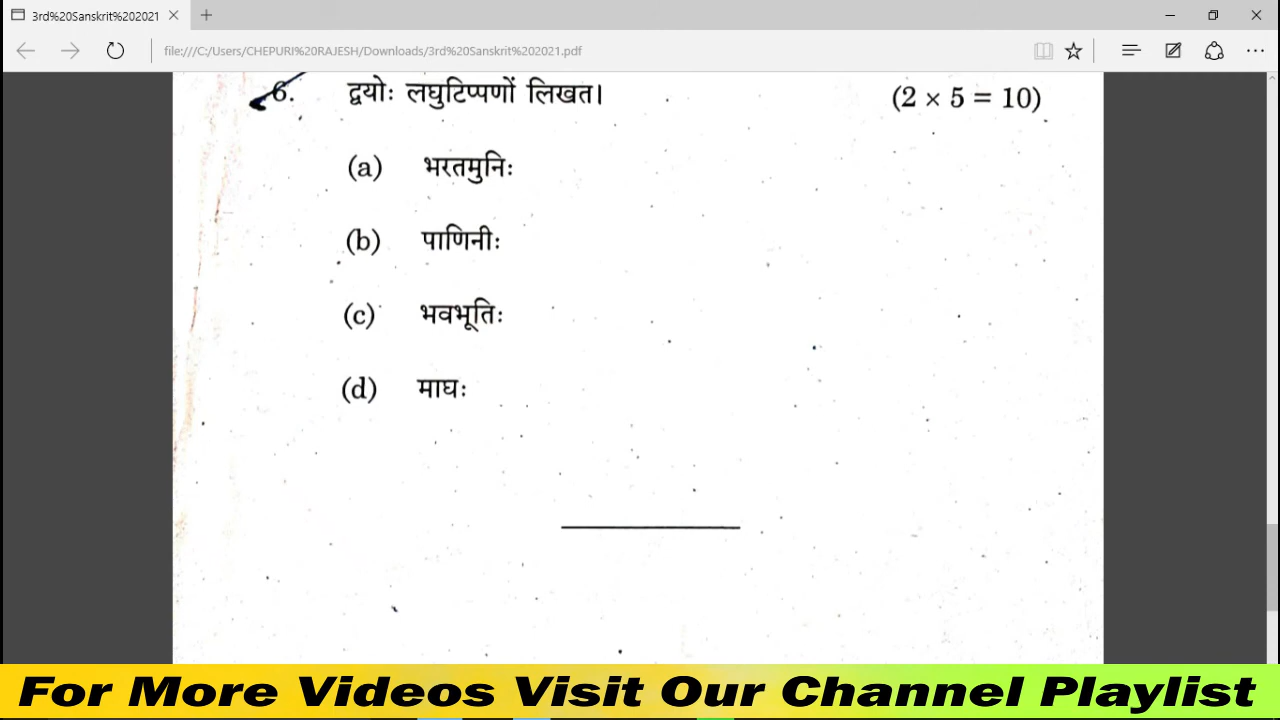 3rd%20Sanskrit%202021
file:///C:/Users/CHEPURI%20RAJESH/Downloads/3rd%20Sanskrit%202021.pdf
6. द्वयोः लघुटिप्पणों लिखत। (2 × 5 = 10)
(a) भरतमुनिः
(b) पाणिनीः
(c) भवभूतिः
(d) माघः
For More Videos Visit Our Channel Playlist